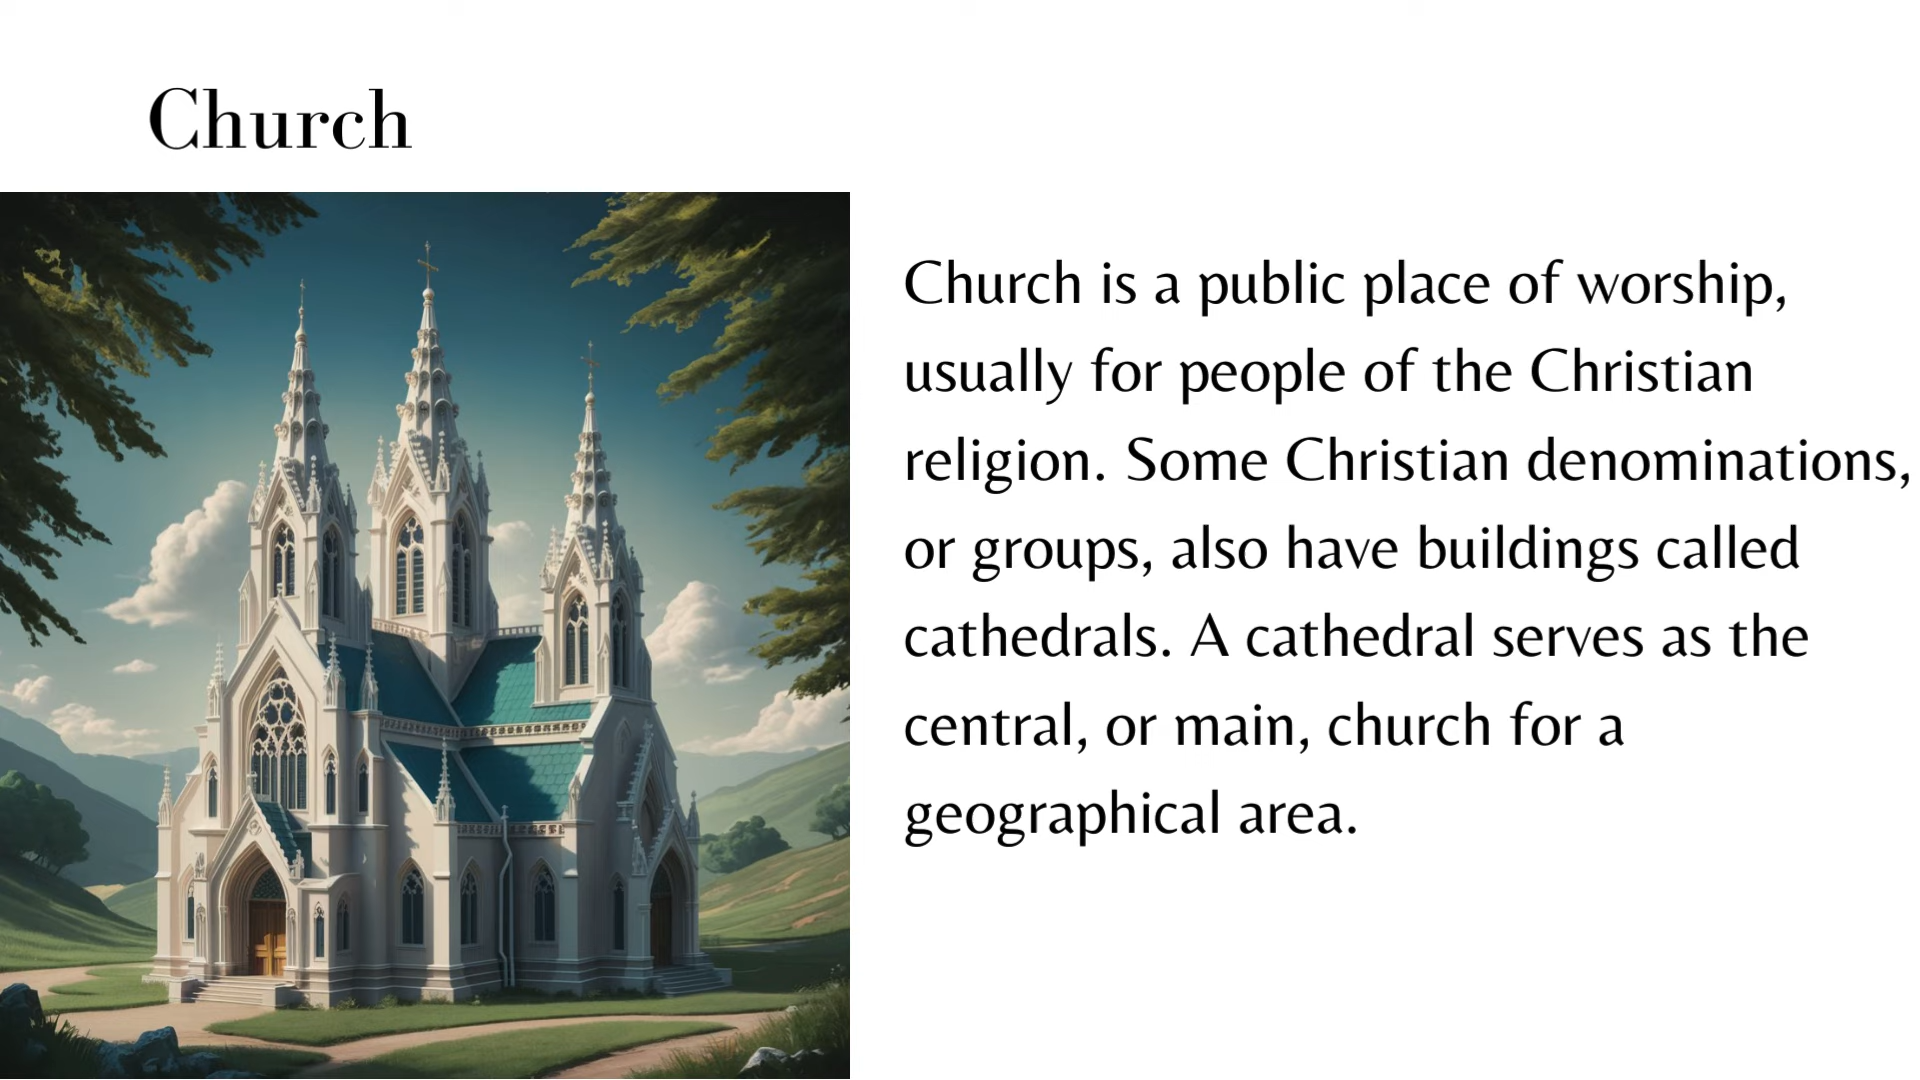 Church
Church is a public place of worship,
usually for people of the Christian
religion. Some Christian denominations,
or groups, also have buildings called
cathedrals. A cathedral serves as the
central, or main, church for a
geographical area.